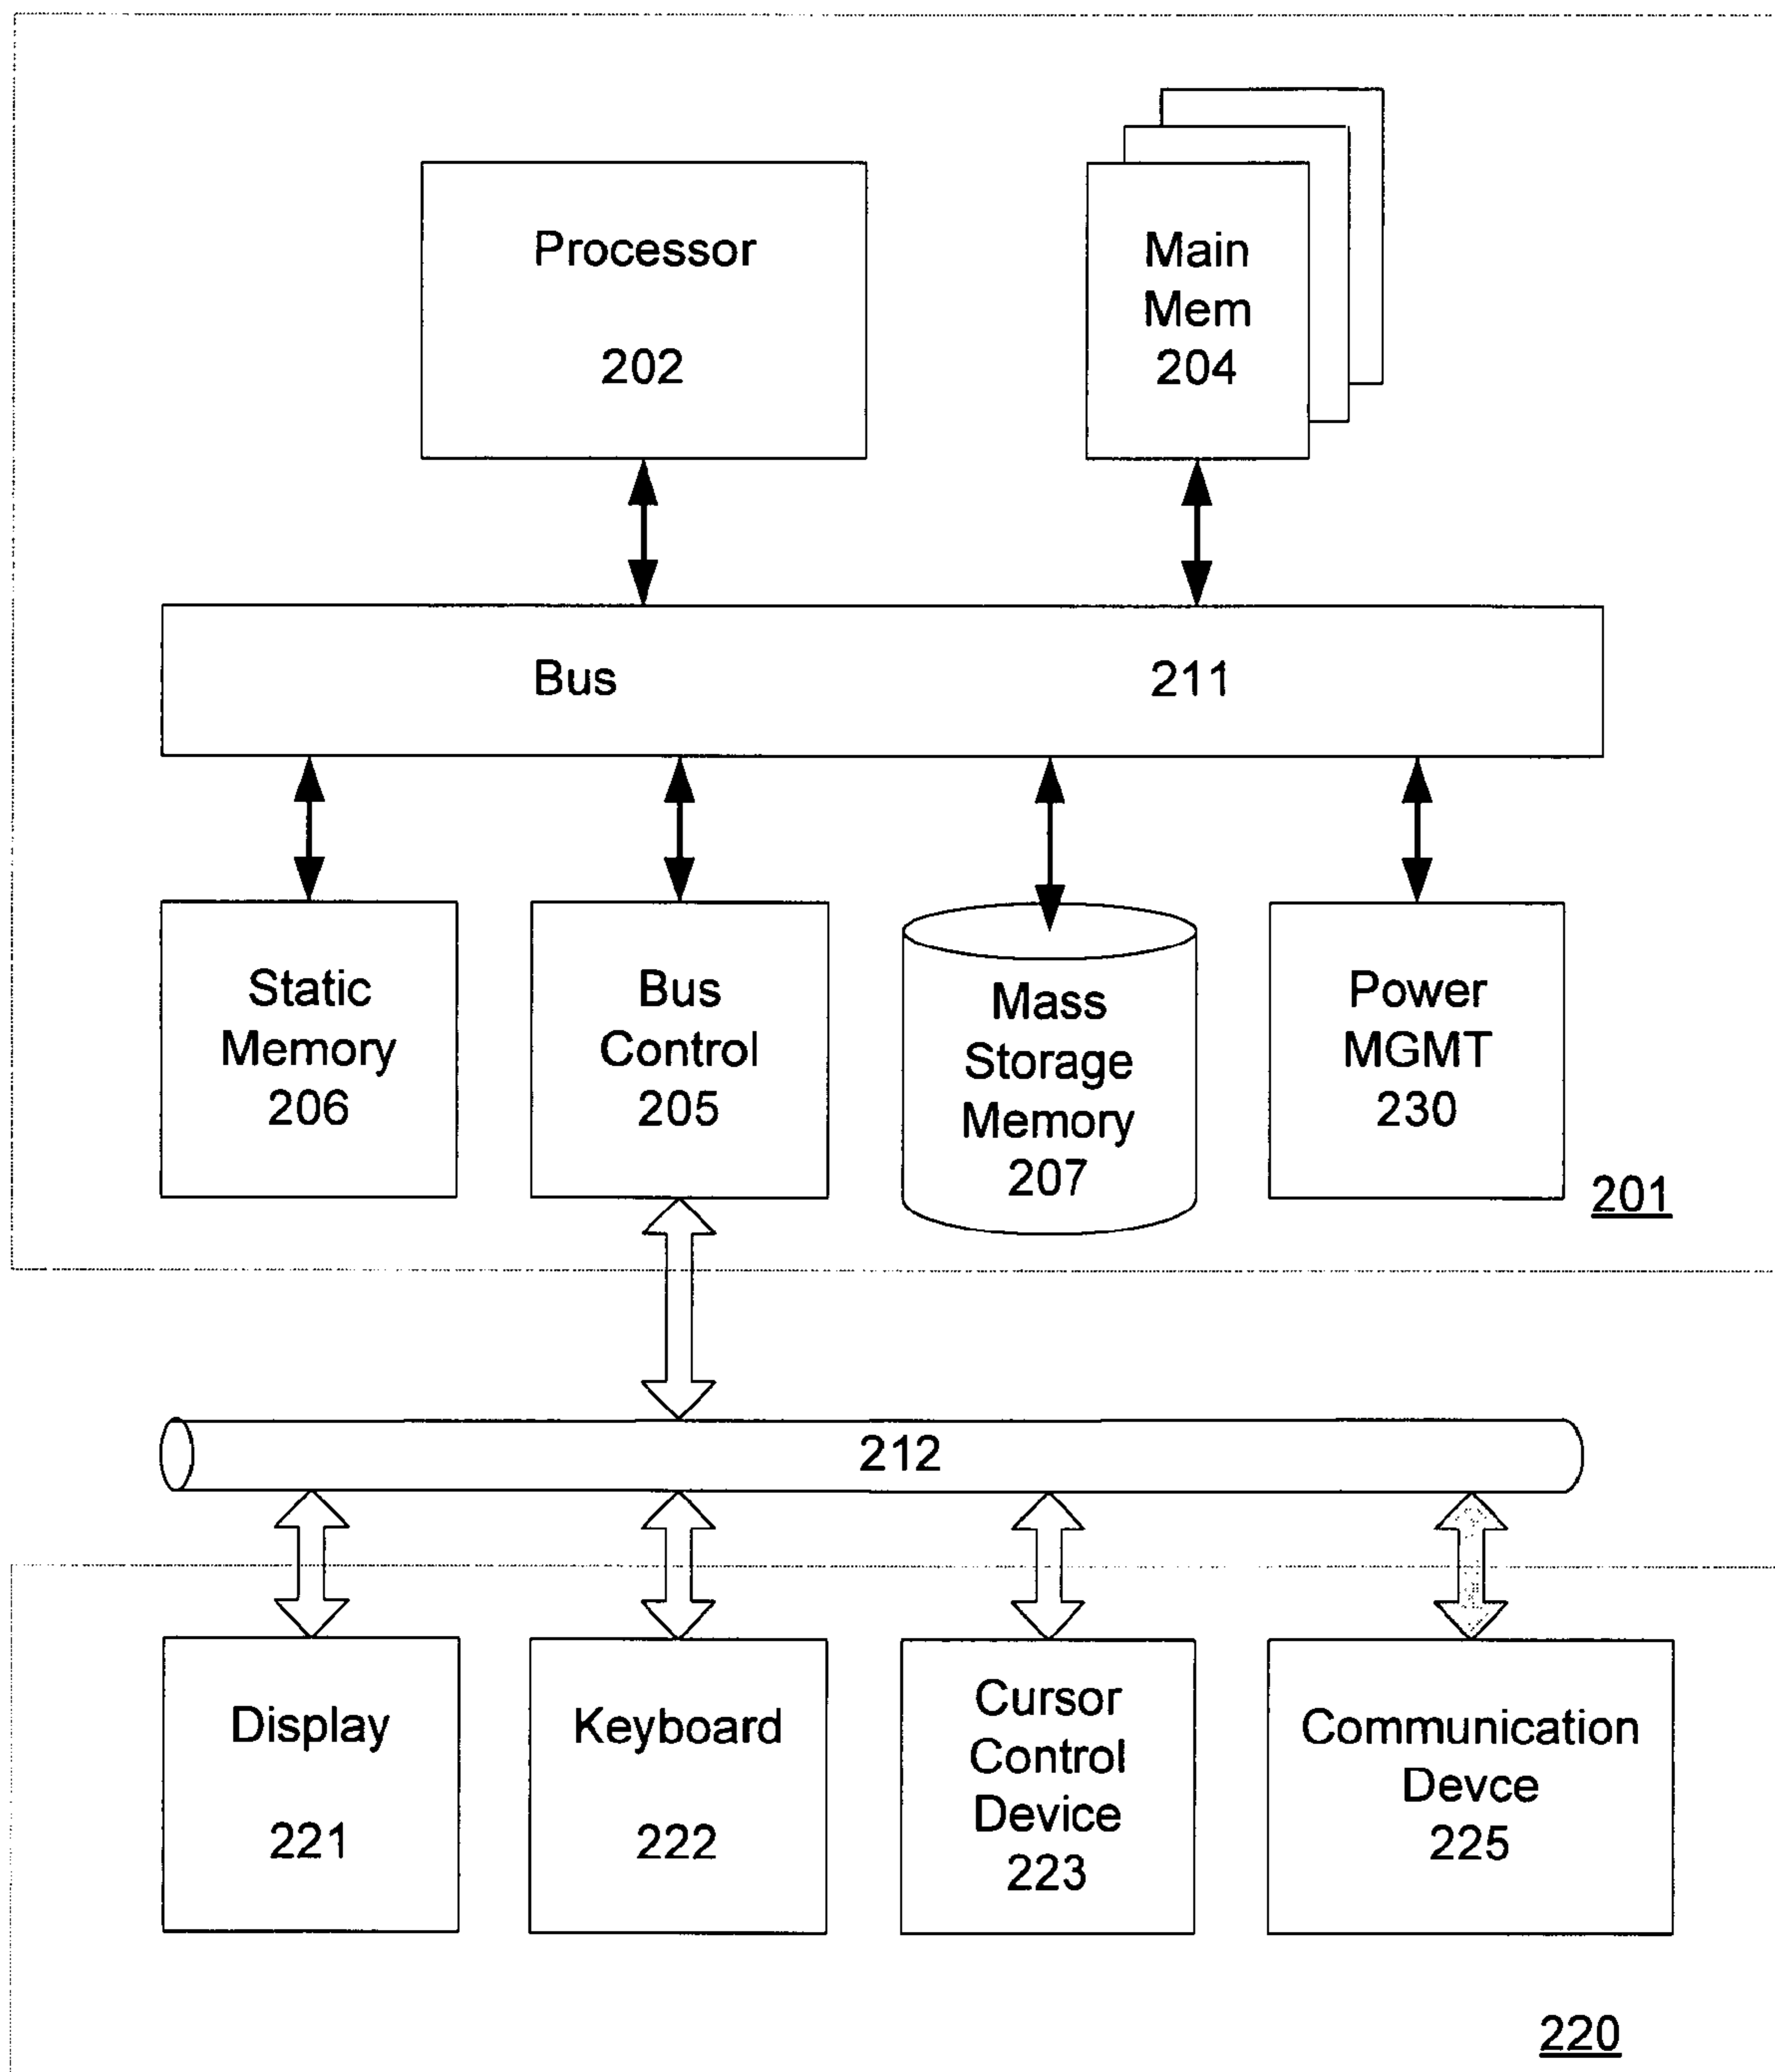 Processor
202
Main
Mem
204
Bus 211
Static
Memory
206
Bus
Control
205
Mass
Storage
Memory
207
Power
MGMT
230
201
212
Display
221
Keyboard
222
Cursor
Control
Device
223
Communication
Devce
225
220